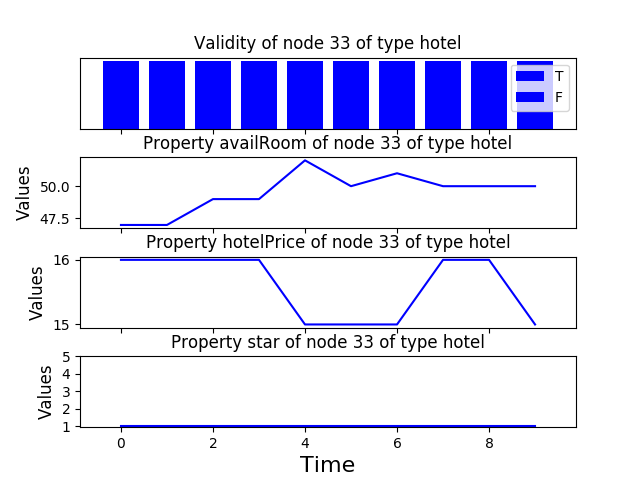 Validity of node 33 of type hotel
T
F
Property availRoom of node 33 of type hotel
Values
50.0
47.5
Property hotelPrice of node 33 of type hotel
Values
16
15
Property star of node 33 of type hotel
Values
5
4
3
2
1
0 2 4 6 8
Time